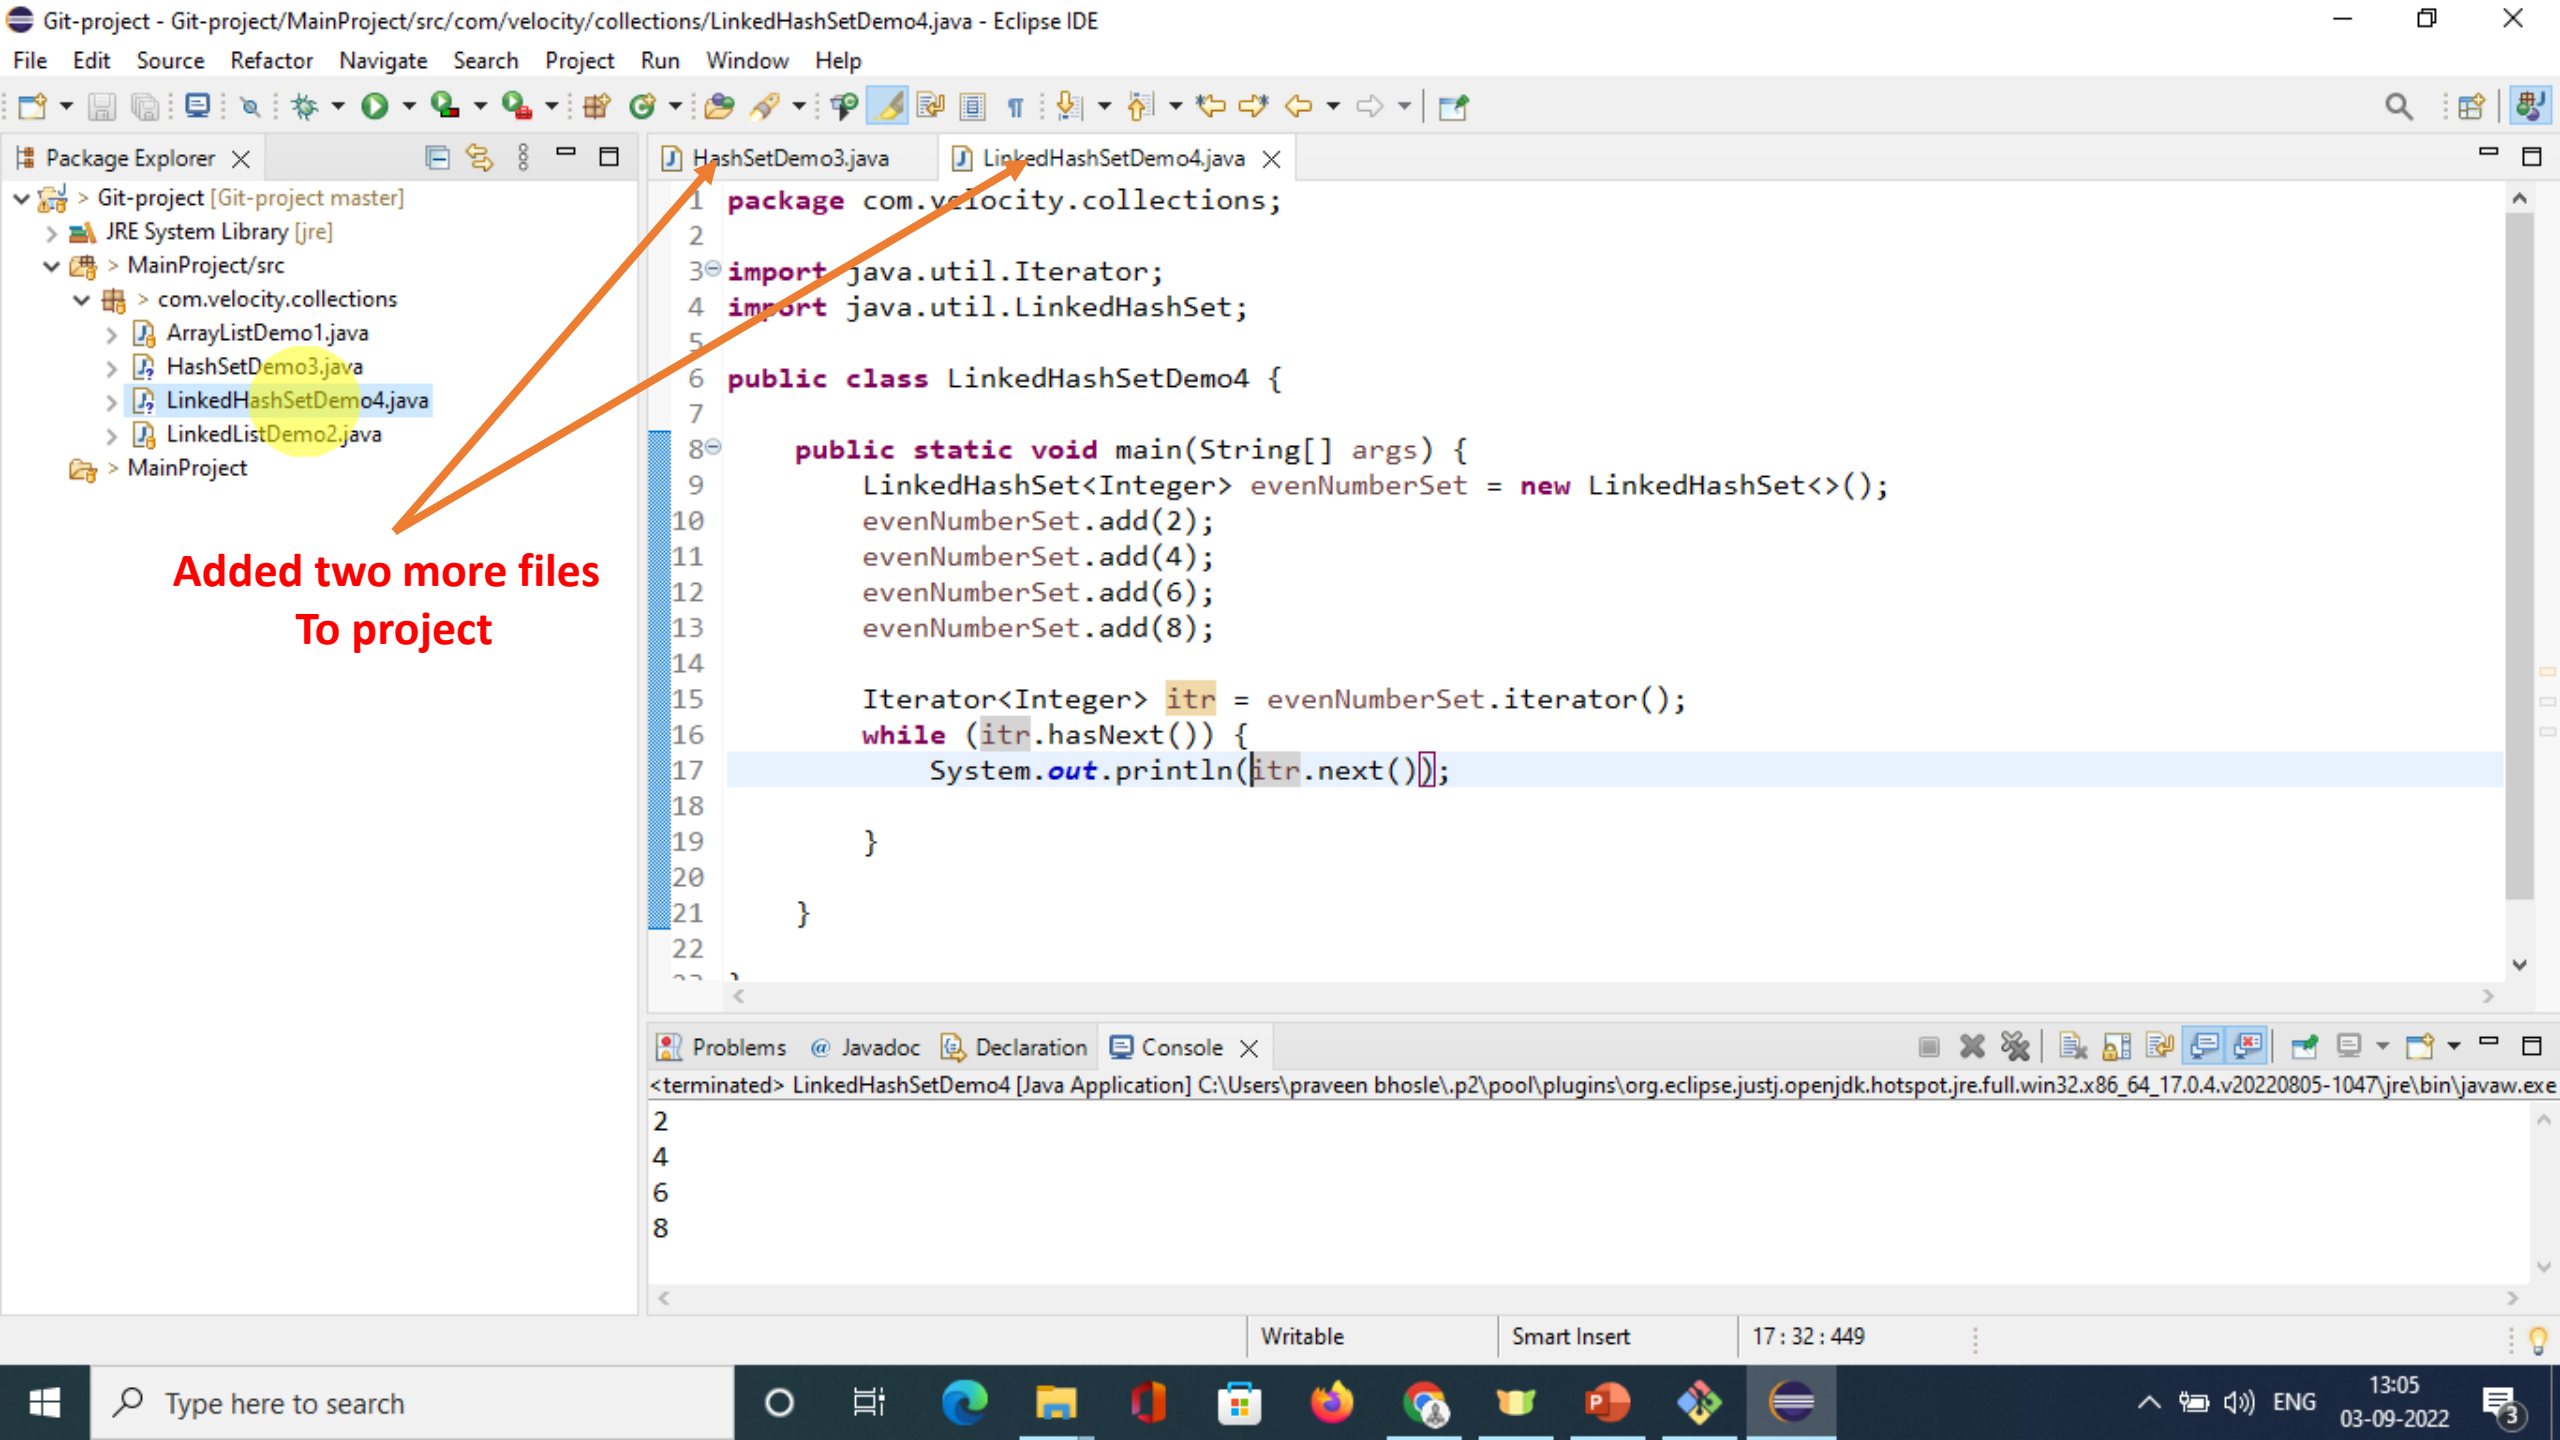 Git-project - Git-project/MainProject/src/com/velocity/collections/LinkedHashSetDemo4.java - Eclipse IDE
File Edit Source Refactor Navigate Search Project Run Window Help
Package Explorer
> Git-project [Git-project master]
JRE System Library [jre]
> MainProject/src
> com.velocity.collections
ArrayListDemo1.java
HashSetDemo3.java
LinkedHashSetDemo4.java
LinkedListDemo2.java
> MainProject
Added two more files
To project
HashSetDemo3.java LinkedHashSetDemo4.java
1 package com.velocity.collections;
2
3 import java.util.Iterator;
4 import java.util.LinkedHashSet;
5
6 public class LinkedHashSetDemo4 {
7
8 public static void main(String[] args) {
9 LinkedHashSet<Integer> evenNumberSet = new LinkedHashSet<>();
10 evenNumberSet.add(2);
11 evenNumberSet.add(4);
12 evenNumberSet.add(6);
13 evenNumberSet.add(8);
14
15 Iterator<Integer> itr = evenNumberSet.iterator();
16 while (itr.hasNext()) {
17 System.out.println(itr.next());
18
19 }
20
21 }
22
Problems @ Javadoc Declaration Console
<terminated> LinkedHashSetDemo4 [Java Application] C:\Users\praveen bhosle\.p2\pool\plugins\org.eclipse.justj.openjdk.hotspot.jre.full.win32.x86_64_17.0.4.v20220805-1047\jre\bin\javaw.exe
2
4
6
8
Writable Smart Insert 17 : 32 : 449
Type here to search
ENG
13:05
03-09-2022
3